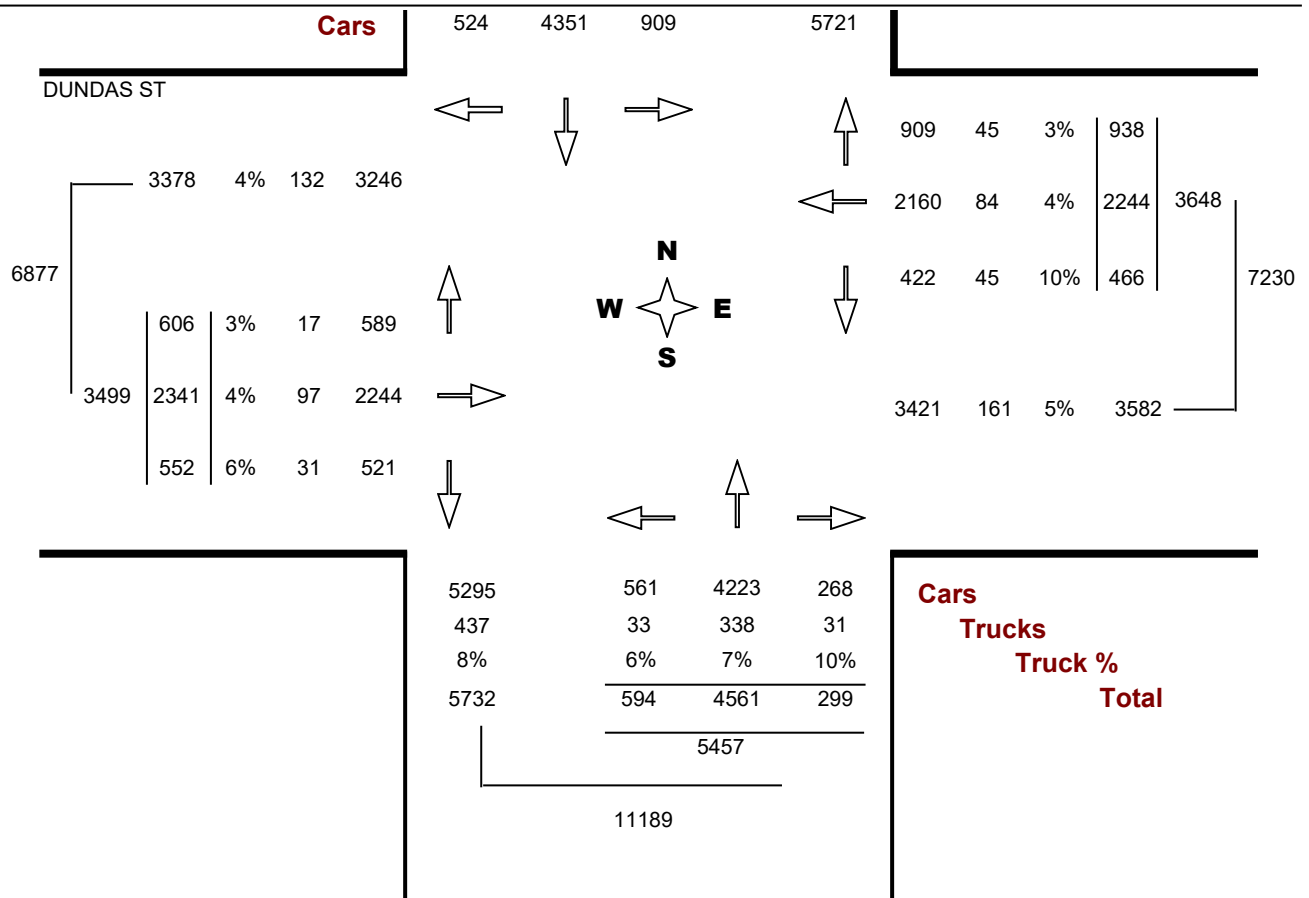 Cars 524 4351 909 5721
DUNDAS ST
909 45 3% 938
3378 4% 132 3246
2160 84 4% 2244 3648
N
6877
422 45 10% 466 7230
W E
606 3% 17 589
S
3499 2341 4% 97 2244
3421 161 5% 3582
552 6% 31 521
5295 561 4223 268 Cars
437 33 338 31 Trucks
8% 6% 7% 10% Truck %
5732 594 4561 299 Total
5457
11189